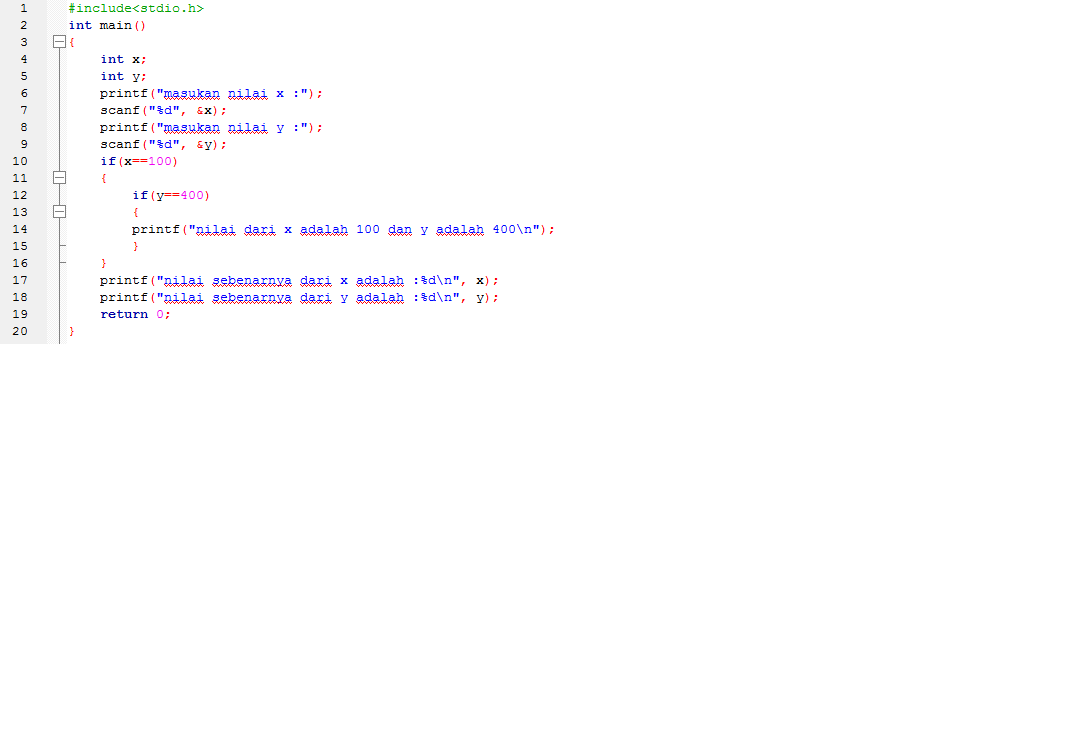 1 #include<stdio.h>
2 int main()
3 {
4 int x;
5 int y;
6 printf("masukan nilai x :");
7 scanf("%d", &x);
8 printf("masukan nilai y :");
9 scanf("%d", &y);
10 if(x==100)
11 {
12 if(y==400)
13 {
14 printf("nilai dari x adalah 100 dan y adalah 400\n");
15 }
16 }
17 printf("nilai sebenarnya dari x adalah :%d\n", x);
18 printf("nilai sebenarnya dari y adalah :%d\n", y);
19 return 0;
20 }